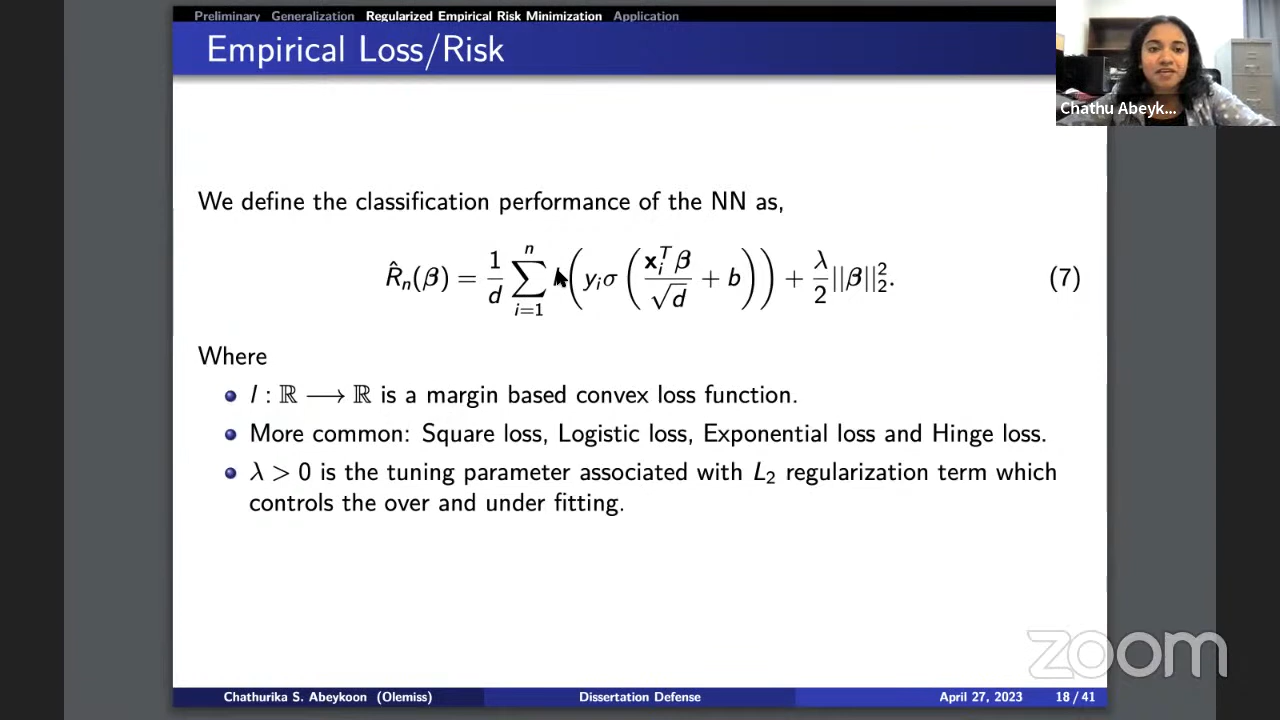 Preliminary Generalization Regularized Empirical Risk Minimization Application
Empirical Loss/Risk
Chathu Abeyk...
We define the classification performance of the NN as,
R̂ₙ(β) = 1/d ∑ᵢ₌₁ⁿ l(yᵢσ(xᵢᵀβ/√d + b)) + λ/2||β||₂². (7)
Where
l : ℝ ⟶ ℝ is a margin based convex loss function.
More common: Square loss, Logistic loss, Exponential loss and Hinge loss.
λ > 0 is the tuning parameter associated with L₂ regularization term which
controls the over and under fitting.
zoom
Chathurika S. Abeykoon (Olemiss) Dissertation Defense April 27, 2023 18 / 41